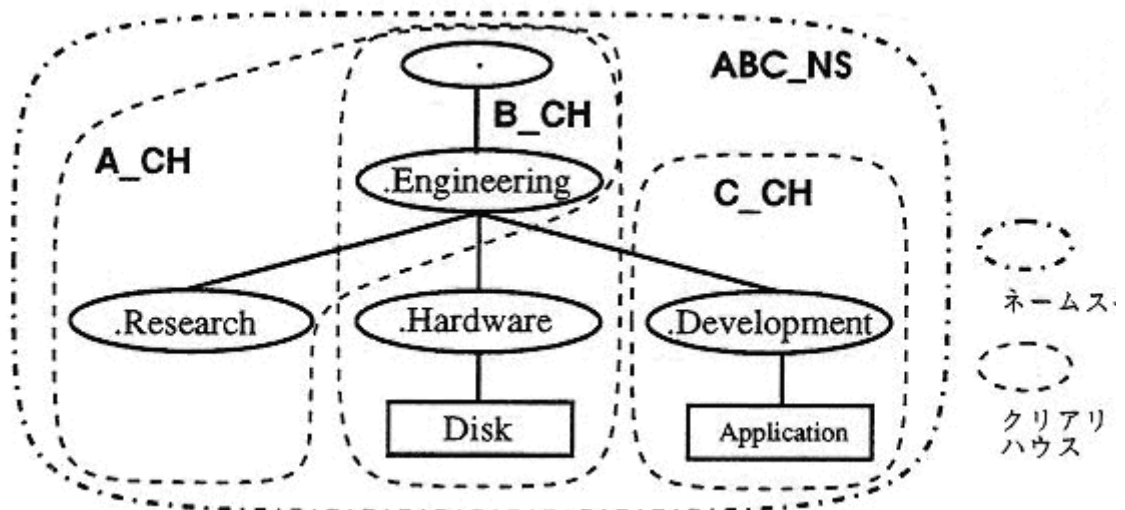 .
ABC_NS
B_CH
A_CH
.Engineering
C_CH
.Research
.Hardware
.Development
Disk
Application
ネームス
クリアリ
ハウス